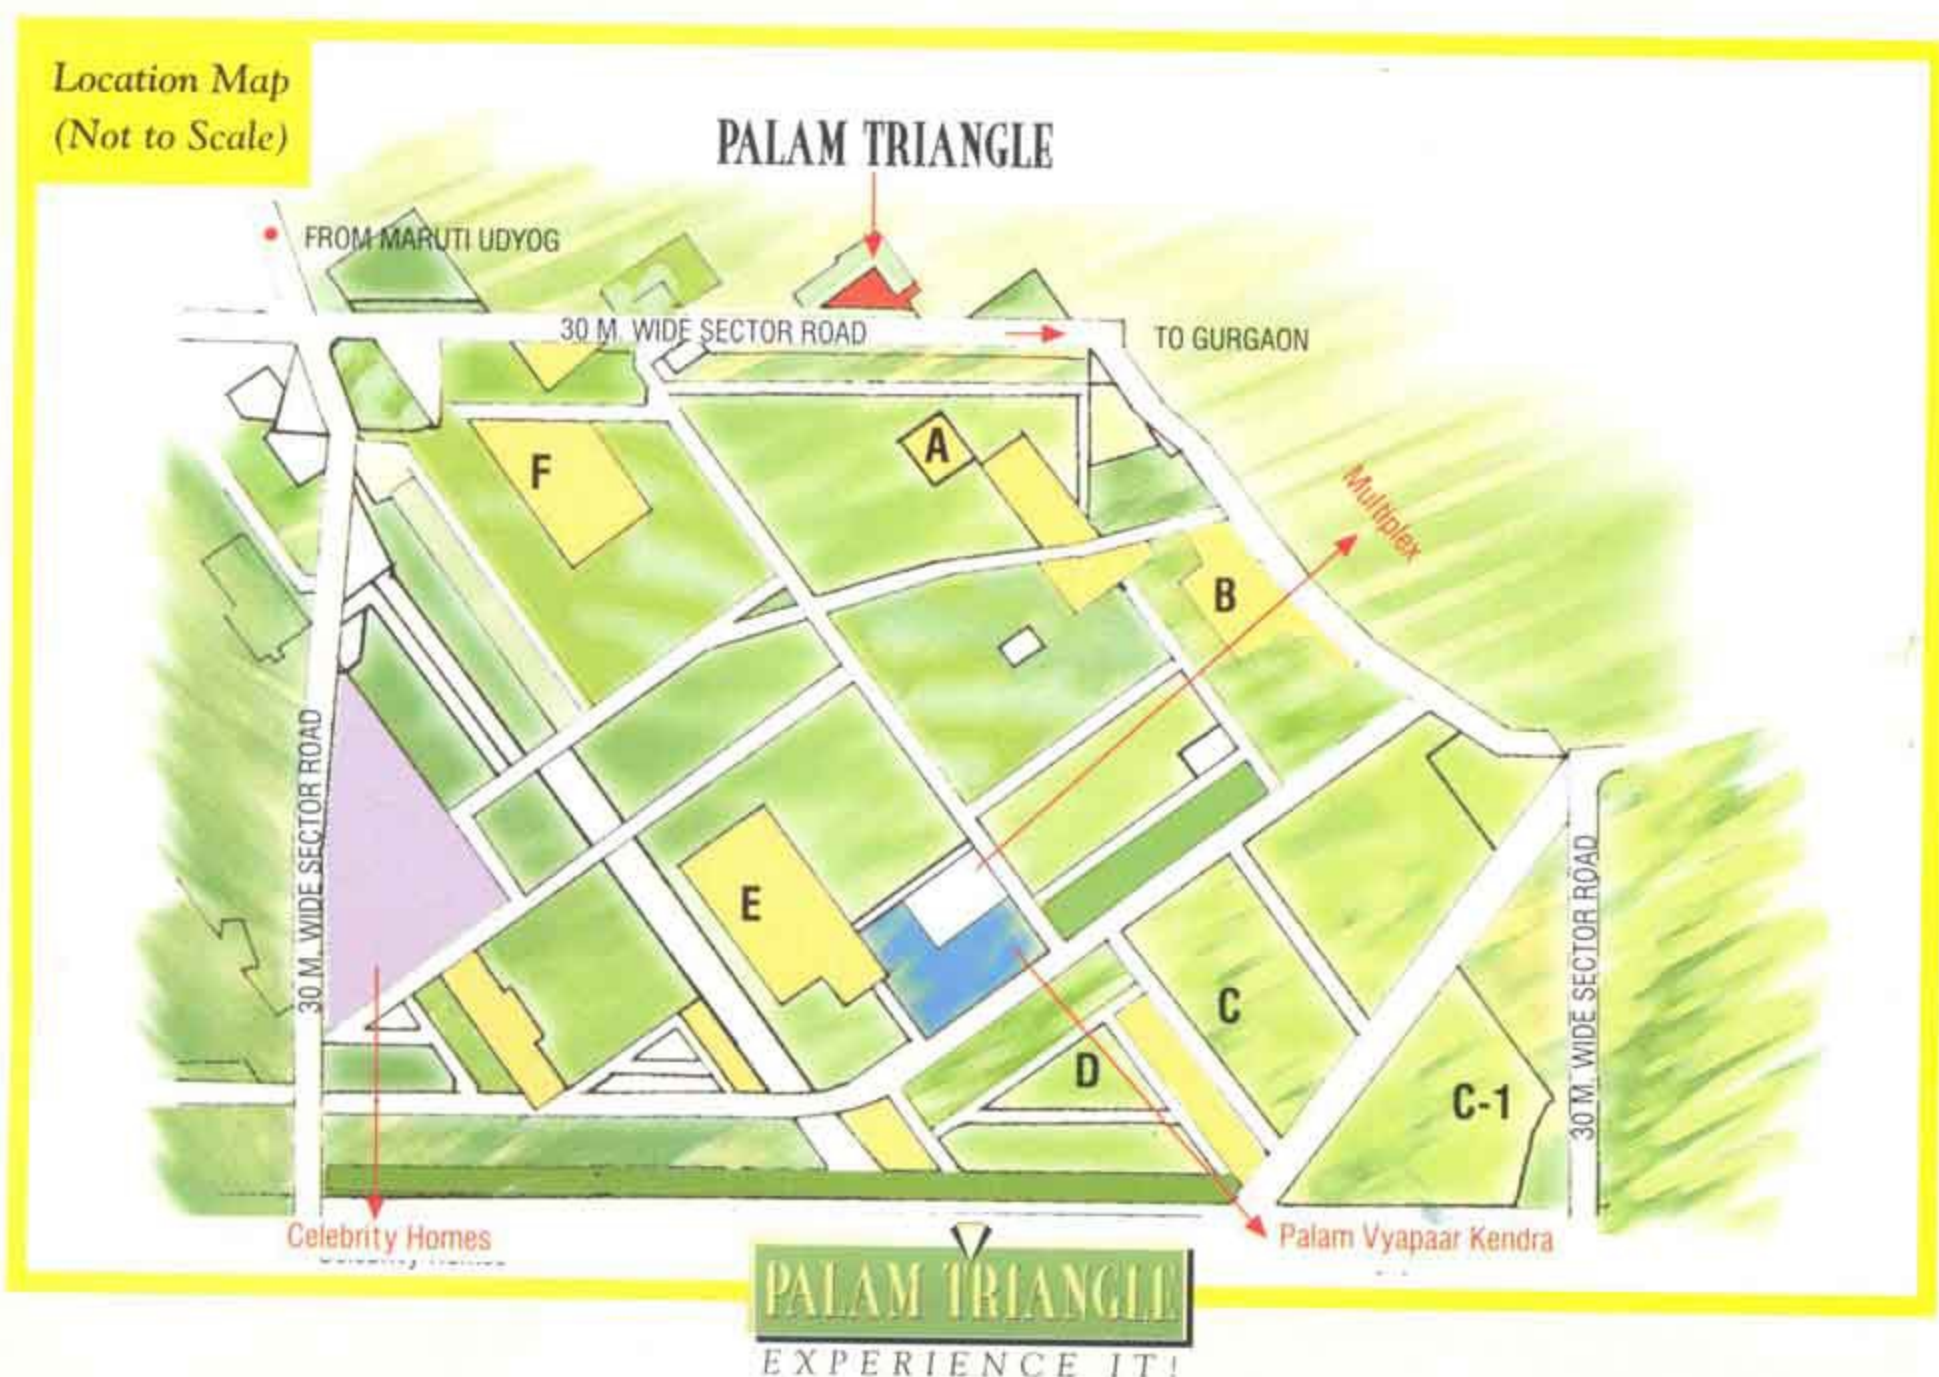 Location Map
(Not to Scale)
PALAM TRIANGLE
FROM MARUTI UDYOG
30 M. WIDE SECTOR ROAD
TO GURGAON
A
F
Multiplex
B
30 M. WIDE SECTOR ROAD
E
30 M. WIDE SECTOR ROAD
C
D
C-1
Celebrity Homes
Palam Vyapaar Kendra
PALAM TRIANGLE
EXPERIENCE IT!